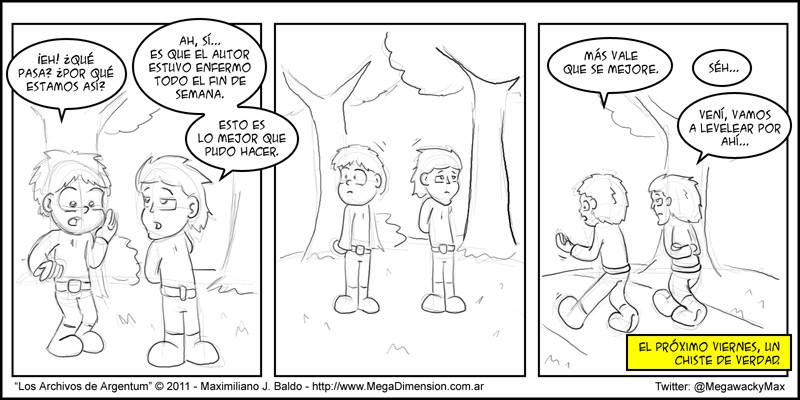 ¡EH! ¿QUÉ
PASA? ¿POR QUÉ
ESTAMOS ASÍ?
AH, SÍ...
ES QUE EL AUTOR
ESTUVO ENFERMO
TODO EL FIN DE
SEMANA.
ESTO ES
LO MEJOR QUE
PUDO HACER.
MÁS VALE
QUE SE MEJORE.
SÉH...
VENÍ, VAMOS
A LEVELEAR POR
AHÍ...
EL PRÓXIMO VIERNES, UN
CHISTE DE VERDAD.
"Los Archivos de Argentum" © 2011 - Maximiliano J. Baldo - http://www.MegaDimension.com.ar
Twitter: @MegawackyMax